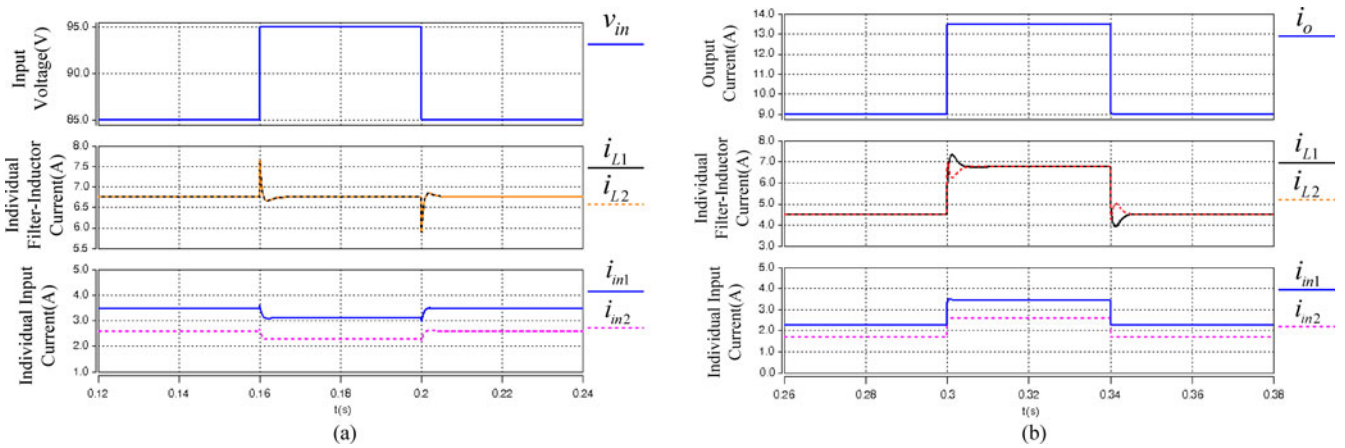 Input
Voltage(V)
95.0
90.0
85.0
v_in
Individual
Filter-Inductor
Current(A)
8.0
7.5
7.0
6.5
6.0
5.5
i_L1
i_L2
Individual Input
Current(A)
5.0
4.0
3.0
2.0
1.0
i_in1
i_in2
0.12 0.14 0.16 0.18 0.2 0.22 0.24
t(s)
(a)
Output
Current(A)
14.0
13.0
12.0
11.0
10.0
9.0
i_o
Individual
Filter-Inductor
Current(A)
8.0
7.0
6.0
5.0
4.0
3.0
i_L1
i_L2
Individual Input
Current(A)
5.0
4.0
3.0
2.0
1.0
0.0
i_in1
i_in2
0.26 0.28 0.3 0.32 0.34 0.36 0.38
t(s)
(b)